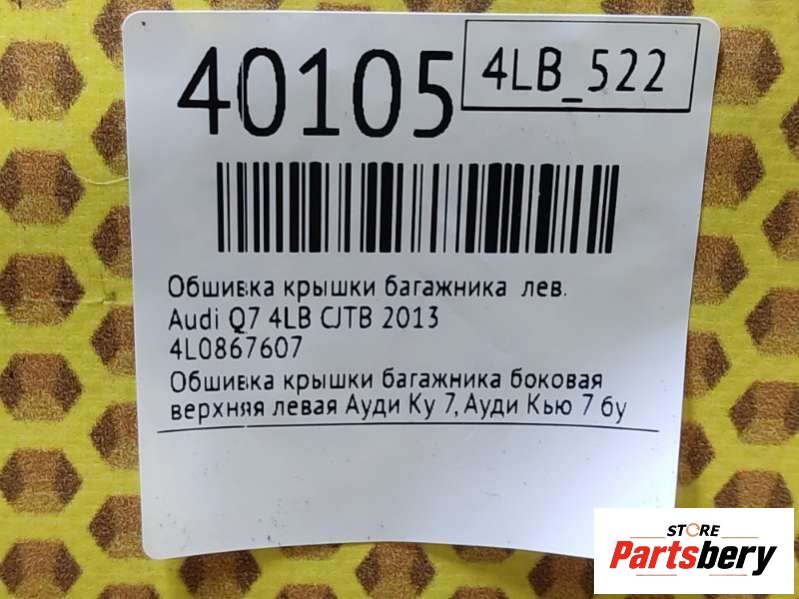 40105
4LB_522
Обшивка крышки багажника лев.
Audi Q7 4LB CJTB 2013
4L0867607
Обшивка крышки багажника боковая
верхняя левая Ауди Ку 7, Ауди Кью 7 бу
STORE
Partsbery